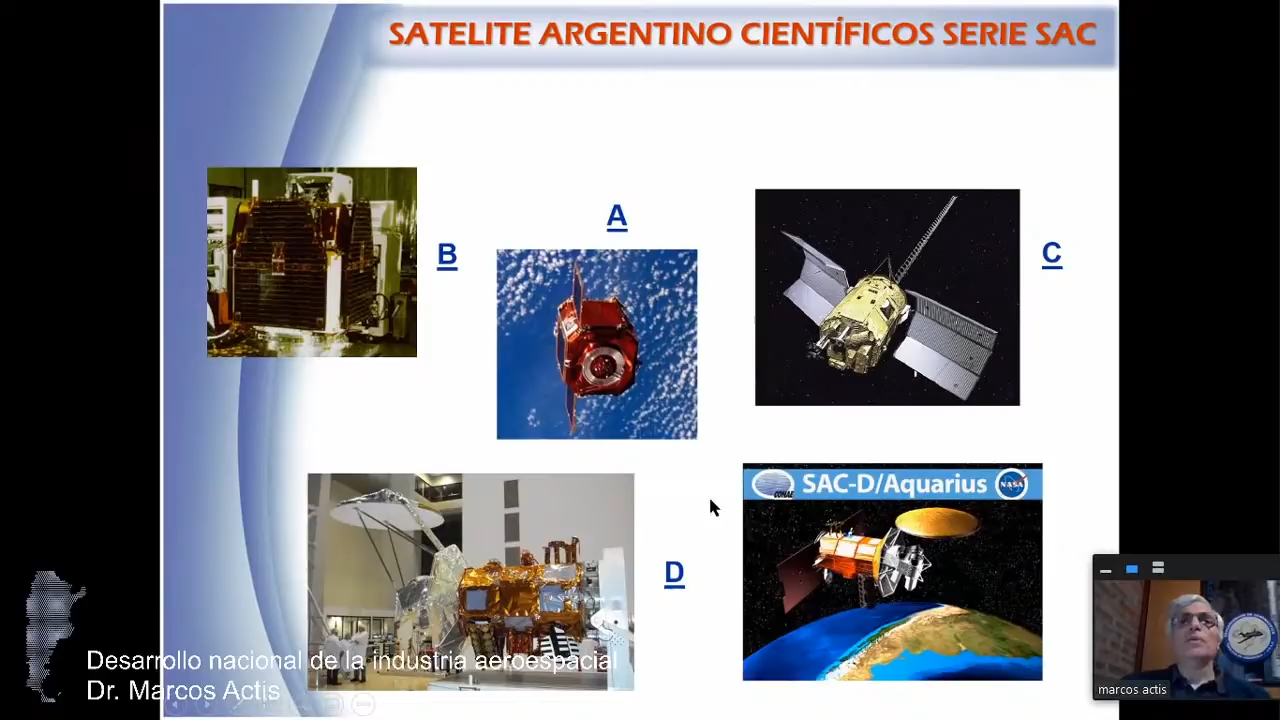 SATELITE ARGENTINO CIENTÍFICOS SERIE SAC
B
A
C
CONAE
SAC-D/Aquarius
NASA
D
Desarrollo nacional de la industria aeroespacial
Dr. Marcos Actis
marcos actis